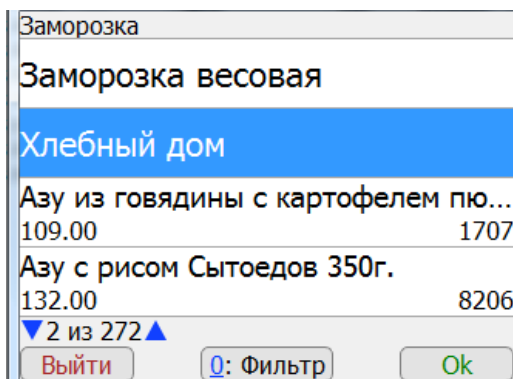 Заморозка
Заморозка весовая
Хлебный дом
Азу из говядины с картофелем пю...
109.00 1707
Азу с рисом Сытоедов 350г.
132.00 8206
▼2 из 272▲
Выйти 0: Фильтр Ok